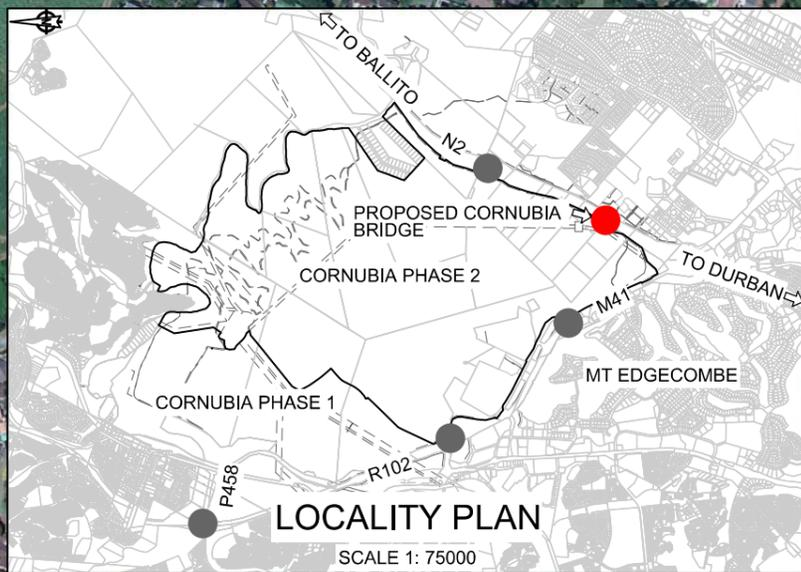 TO BALLITO
N2
PROPOSED CORNUBIA
BRIDGE
CORNUBIA PHASE 2
TO DURBAN
M41
MT EDGECOMBE
CORNUBIA PHASE 1
R102
P458
LOCALITY PLAN
SCALE 1: 75000